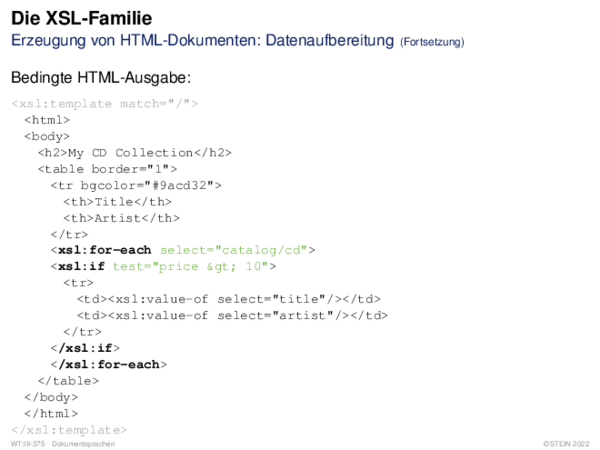 Die XSL-Familie
Erzeugung von HTML-Dokumenten: Datenaufbereitung (Fortsetzung)
Bedingte HTML-Ausgabe:
<xsl:template match="/">
<html>
<body>
<h2>My CD Collection</h2>
<table border="1">
<tr bgcolor="#9acd32">
<th>Title</th>
<th>Artist</th>
</tr>
<xsl:for-each select="catalog/cd">
<xsl:if test="price &gt; 10">
<tr>
<td><xsl:value-of select="title"/></td>
<td><xsl:value-of select="artist"/></td>
</tr>
</xsl:if>
</xsl:for-each>
</table>
</body>
</html>
</xsl:template>
WT:III-375 Dokumentsprachen
©STEIN 2022